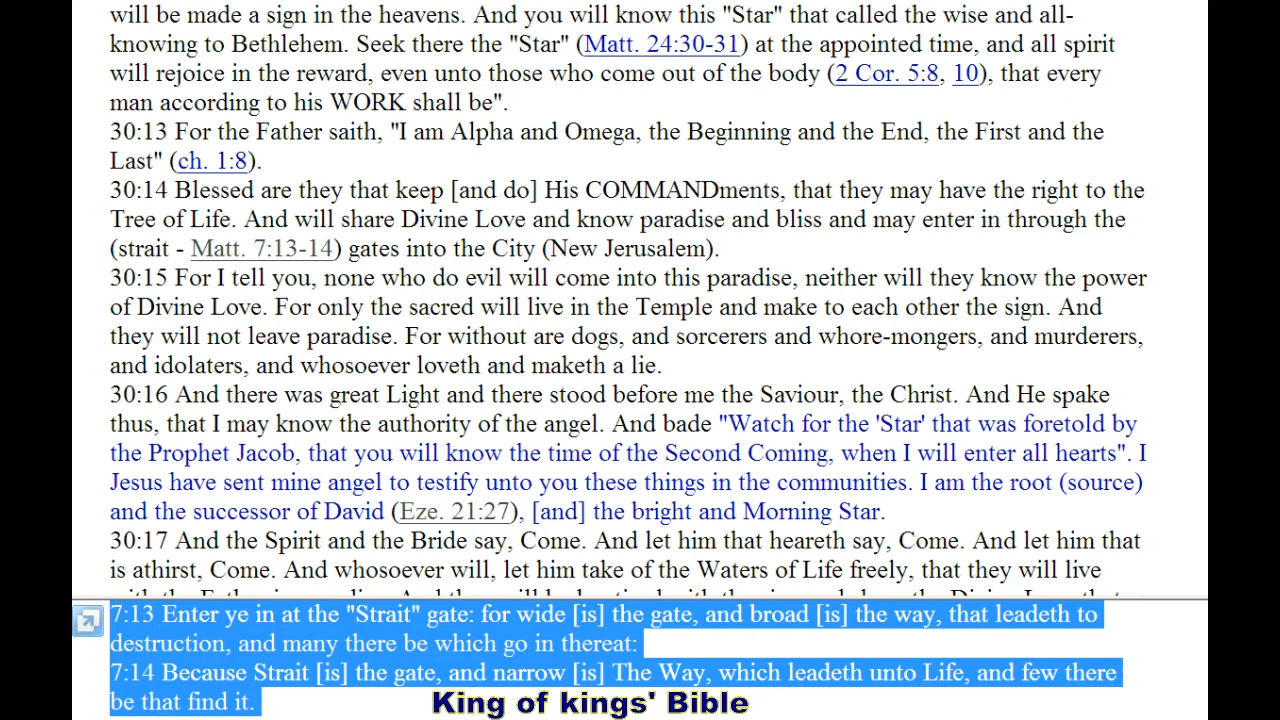 will be made a sign in the heavens. And you will know this "Star" that called the wise and all-
knowing to Bethlehem. Seek there the "Star" (Matt. 24:30-31) at the appointed time, and all spirit
will rejoice in the reward, even unto those who come out of the body (2 Cor. 5:8, 10), that every
man according to his WORK shall be".
30:13 For the Father saith, "I am Alpha and Omega, the Beginning and the End, the First and the
Last" (ch. 1:8).
30:14 Blessed are they that keep [and do] His COMMANDments, that they may have the right to the
Tree of Life. And will share Divine Love and know paradise and bliss and may enter in through the
(strait - Matt. 7:13-14) gates into the City (New Jerusalem).
30:15 For I tell you, none who do evil will come into this paradise, neither will they know the power
of Divine Love. For only the sacred will live in the Temple and make to each other the sign. And
they will not leave paradise. For without are dogs, and sorcerers and whore-mongers, and murderers,
and idolaters, and whosoever loveth and maketh a lie.
30:16 And there was great Light and there stood before me the Saviour, the Christ. And He spake
thus, that I may know the authority of the angel. And bade "Watch for the 'Star' that was foretold by
the Prophet Jacob, that you will know the time of the Second Coming, when I will enter all hearts". I
Jesus have sent mine angel to testify unto you these things in the communities. I am the root (source)
and the successor of David (Eze. 21:27), [and] the bright and Morning Star.
30:17 And the Spirit and the Bride say, Come. And let him that heareth say, Come. And let him that
is athirst, Come. And whosoever will, let him take of the Waters of Life freely, that they will live
7:13 Enter ye in at the "Strait" gate: for wide [is] the gate, and broad [is] the way, that leadeth to
destruction, and many there be which go in thereat:
7:14 Because Strait [is] the gate, and narrow [is] The Way, which leadeth unto Life, and few there
be that find it.
King of kings' Bible